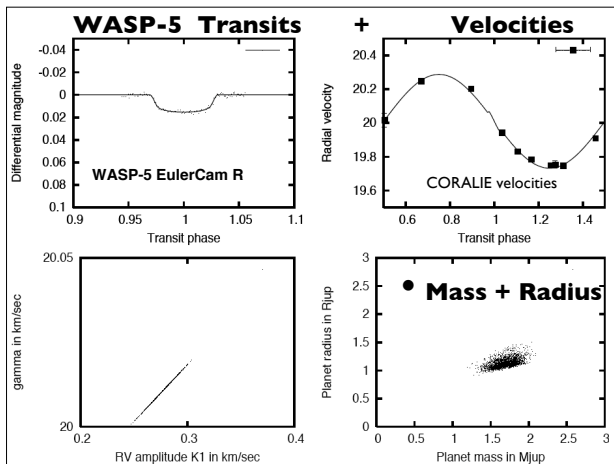 WASP-5 Transits + Velocities
Differential magnitude
-0.04
-0.02
0
0.02
0.04
0.06
0.08
0.1
WASP-5 EulerCam R
0.9 0.95 1 1.05 1.1
Transit phase
Radial velocity
20.4
20.2
20
19.8
19.6
CORALIE velocities
0.6 0.8 1 1.2 1.4
Transit phase
gamma in km/sec
20.05
20
0.2 0.3 0.4
RV amplitude K1 in km/sec
Planet radius in Rjup
3
2.5
2
1.5
1
0.5
0
● Mass + Radius
0 0.5 1 1.5 2 2.5 3
Planet mass in Mjup